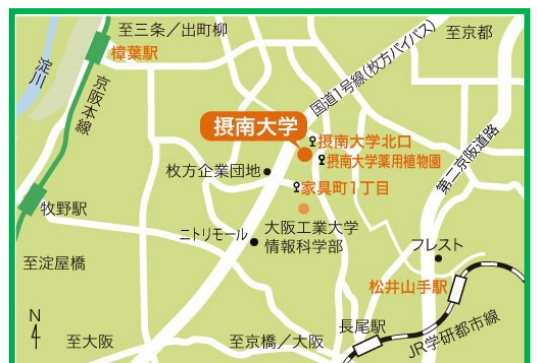 至三条／出町柳
至京都
樟葉駅
淀川
京阪本線
国道1号線(枚方バイパス)
摂南大学
摂南大学北口
摂南大学薬用植物園
第二京阪道路
枚方企業団地
家具町1丁目
牧野駅
ニトリモール
大阪工業大学
情報科学部
フレスト
至淀屋橋
松井山手駅
N
4
至大阪
至京橋／大阪
長尾駅
JR学研都市線